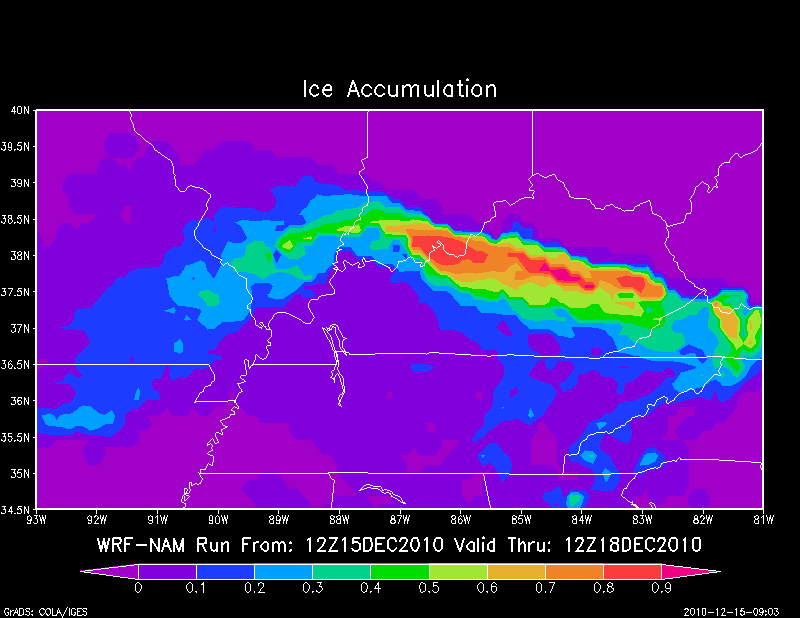 Ice Accumulation
40N
39.5N
39N
38.5N
38N
37.5N
37N
36.5N
36N
35.5N
35N
34.5N
93W 92W 91W 90W 89W 88W 87W 86W 85W 84W 83W 82W 81W
WRF-NAM Run From: 12Z15DEC2010 Valid Thru: 12Z18DEC2010
0 0.1 0.2 0.3 0.4 0.5 0.6 0.7 0.8 0.9
GrADS: COLA/IGES 2010-12-15-09:03